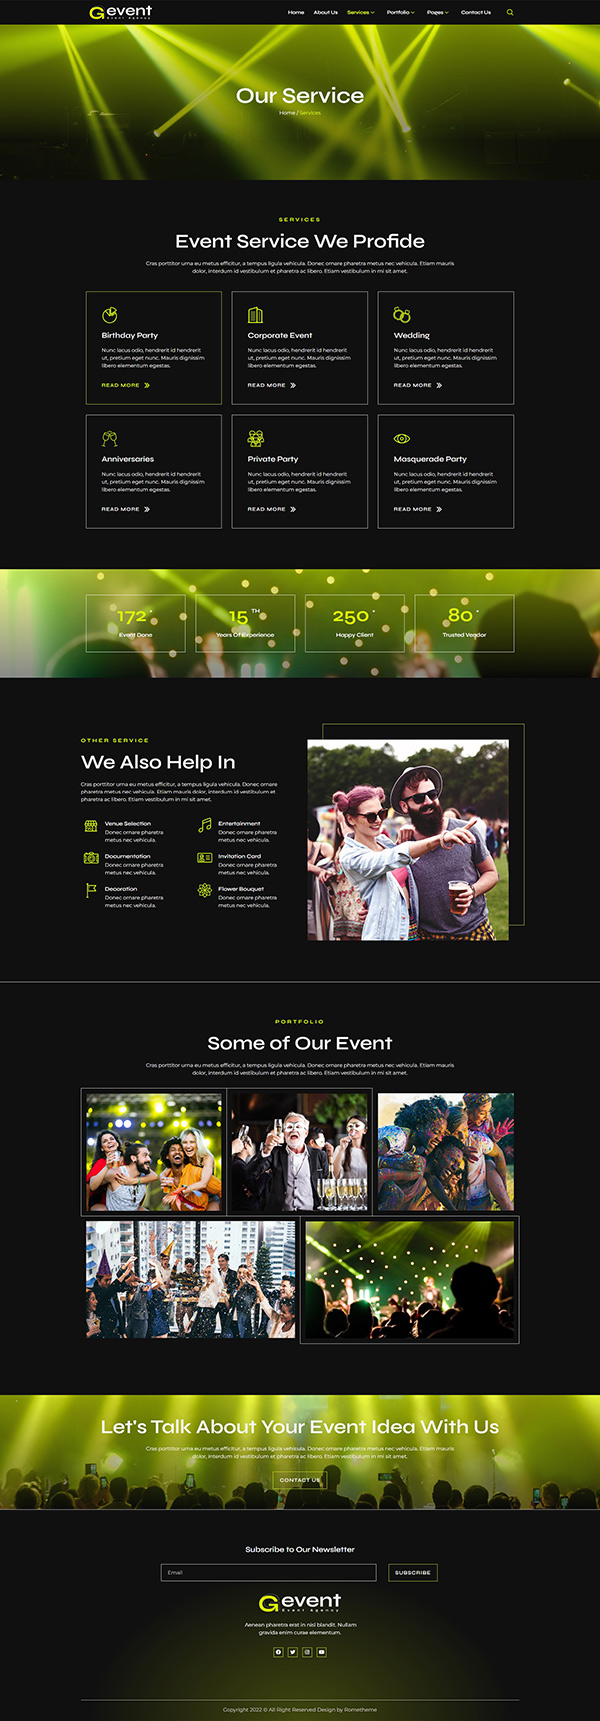 Gevent
Event Agency
Home About Us Services Portfolio Pages Contact Us
Our Service
Home / Services
SERVICES
Event Service We Profide
Cras porttitor urna eu metus efficitur, a tempus ligula vehicula. Donec ornare pharetra metus nec vehicula. Etiam mauris
dolor, interdum id vestibulum et pharetra ac libero. Etiam vestibulum in mi sit amet.
Birthday Party
Nunc lacus odio, hendrerit id hendrerit
ut, pretium eget nunc. Mauris dignissim
libero elementum egestas.
READ MORE
Corporate Event
Nunc lacus odio, hendrerit id hendrerit
ut, pretium eget nunc. Mauris dignissim
libero elementum egestas.
READ MORE
Wedding
Nunc lacus odio, hendrerit id hendrerit
ut, pretium eget nunc. Mauris dignissim
libero elementum egestas.
READ MORE
Anniversaries
Nunc lacus odio, hendrerit id hendrerit
ut, pretium eget nunc. Mauris dignissim
libero elementum egestas.
READ MORE
Private Party
Nunc lacus odio, hendrerit id hendrerit
ut, pretium eget nunc. Mauris dignissim
libero elementum egestas.
READ MORE
Masquerade Party
Nunc lacus odio, hendrerit id hendrerit
ut, pretium eget nunc. Mauris dignissim
libero elementum egestas.
READ MORE
172 +
Event Done
15 TH
Years Of Experience
250 +
Happy Client
80 +
Trusted Vendor
OTHER SERVICE
We Also Help In
Cras porttitor urna eu metus efficitur, a tempus ligula vehicula. Donec ornare
pharetra metus nec vehicula. Etiam mauris dolor, interdum id vestibulum et
pharetra ac libero. Etiam vestibulum in mi sit amet.
Venue Selection
Donec ornare pharetra
metus nec vehicula.
Entertainment
Donec ornare pharetra
metus nec vehicula.
Documentation
Donec ornare pharetra
metus nec vehicula.
Invitation Card
Donec ornare pharetra
metus nec vehicula.
Decoration
Donec ornare pharetra
metus nec vehicula.
Flower Bouquet
Donec ornare pharetra
metus nec vehicula.
PORTFOLIO
Some of Our Event
Cras porttitor urna eu metus efficitur, a tempus ligula vehicula. Donec ornare pharetra metus nec vehicula. Etiam mauris
dolor, interdum id vestibulum et pharetra ac libero. Etiam vestibulum in mi sit amet.
Let's Talk About Your Event Idea With Us
Cras porttitor urna eu metus efficitur, a tempus ligula vehicula. Donec ornare pharetra metus nec vehicula. Etiam mauris
dolor, interdum id vestibulum et pharetra ac libero. Etiam vestibulum in mi sit amet.
CONTACT US
Subscribe to Our Newsletter
Email
SUBSCRIBE
Gevent
Event Agency
Aenean pharetra erat in nisl blandit. Nullam
gravida enim curae elementum.
Copyright 2022 © All Right Reserved Design by Rometheme